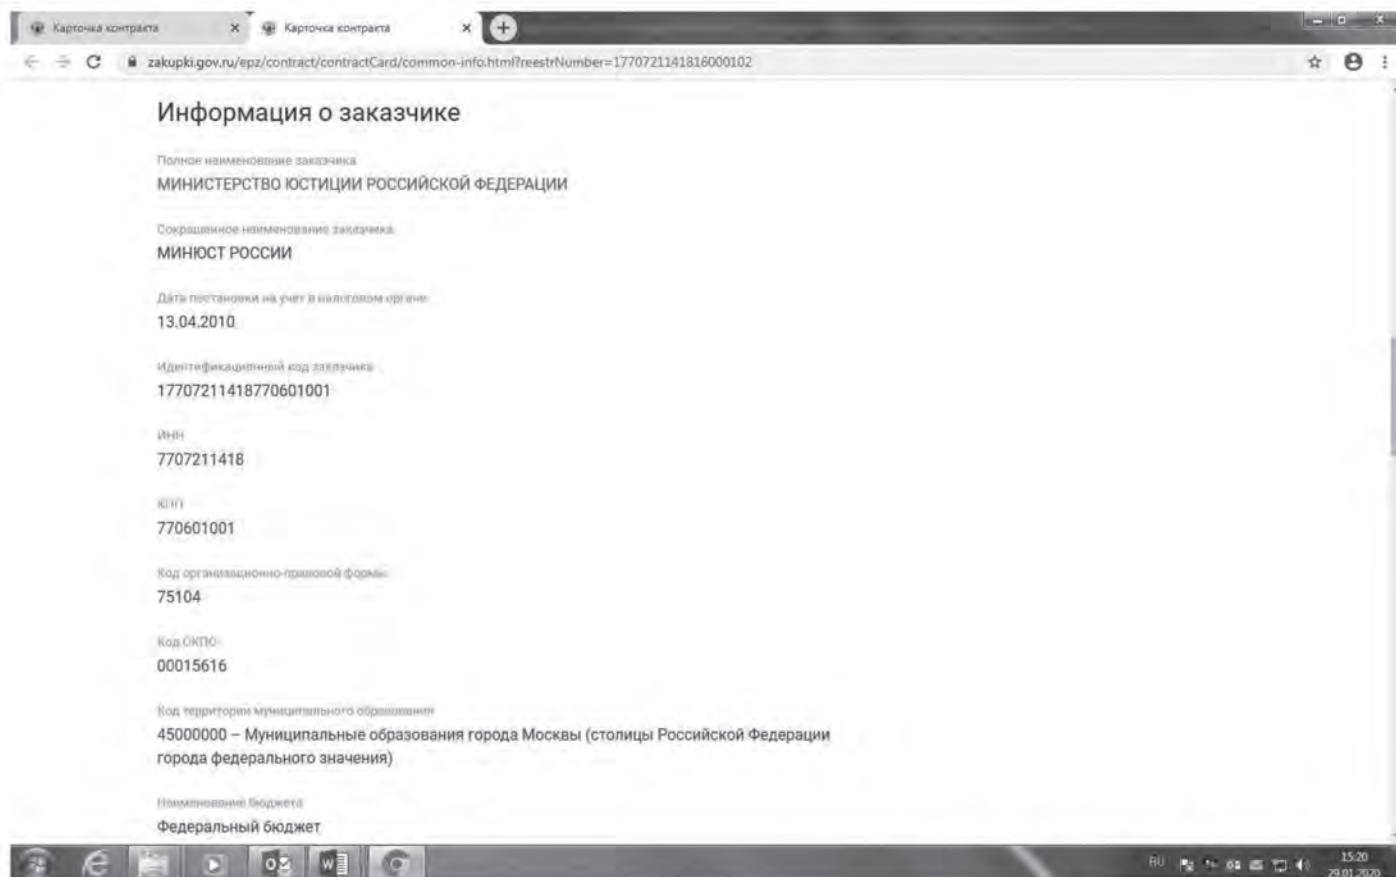 Карточка контракта
Карточка контракта
zakupki.gov.ru/epz/contract/contractCard/common-info.html?reestrNumber=1770721141816000102
Информация о заказчике
Полное наименование заказчика
МИНИСТЕРСТВО ЮСТИЦИИ РОССИЙСКОЙ ФЕДЕРАЦИИ
Сокращенное наименование заказчика
МИНЮСТ РОССИИ
Дата постановки на учет в налоговом органе
13.04.2010
Идентификационный код заказчика
17707211418770601001
ИНН
7707211418
КПП
770601001
Код организационно-правовой формы
75104
Код ОКПО
00015616
Код территории муниципального образования
45000000 – Муниципальные образования города Москвы (столицы Российской Федерации
города федерального значения)
Наименование бюджета
Федеральный бюджет
RU
15:20
29.01.2020